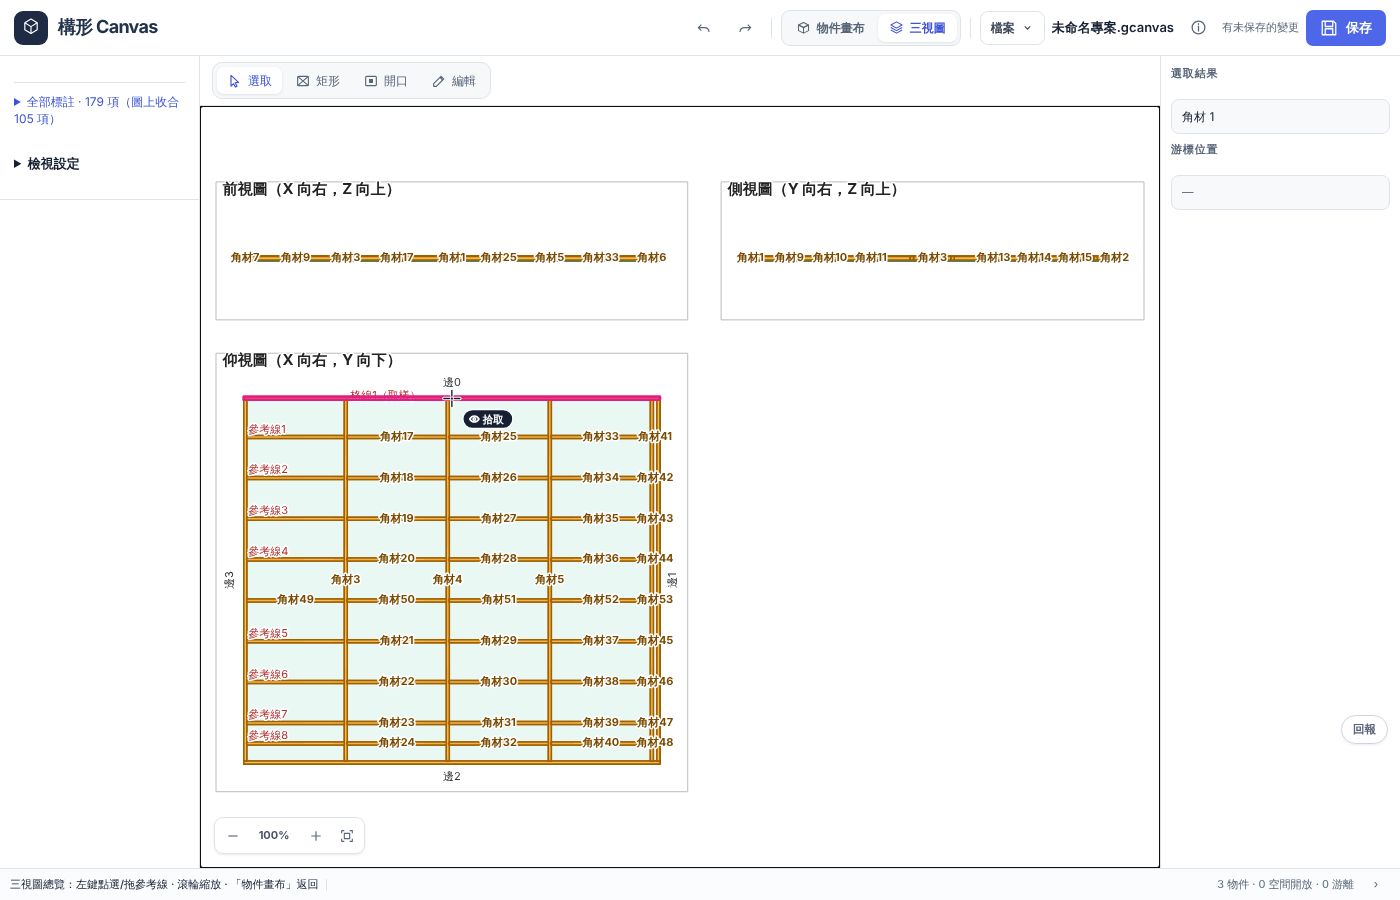 構形 Canvas
物件畫布
三視圖
檔案
未命名專案.gcanvas
有未保存的變更
保存
全部標註 · 179 項（圖上收合
105 項）
檢視設定
選取
矩形
開口
編輯
選取結果
角材 1
游標位置
—
前視圖（X 向右，Z 向上）
角材7 角材9 角材3 角材17 角材1 角材25 角材5 角材33 角材6
側視圖（Y 向右，Z 向上）
角材1 角材9 角材10 角材11 角材3 角材13 角材14 角材15 角材2
仰視圖（X 向右，Y 向下）
邊0
格線1（取樣）
拾取
參考線1
角材17 角材25 角材33 角材41
參考線2
角材18 角材26 角材34 角材42
參考線3
角材19 角材27 角材35 角材43
參考線4
角材20 角材28 角材36 角材44
邊3
角材3 角材4 角材5
邊1
角材49 角材50 角材51 角材52 角材53
參考線5
角材21 角材29 角材37 角材45
參考線6
角材22 角材30 角材38 角材46
參考線7
角材23 角材31 角材39 角材47
參考線8
角材24 角材32 角材40 角材48
邊2
100%
回報
三視圖總覽：左鍵點選/拖參考線 · 滾輪縮放 · 「物件畫布」返回
3 物件 · 0 空間開放 · 0 游離